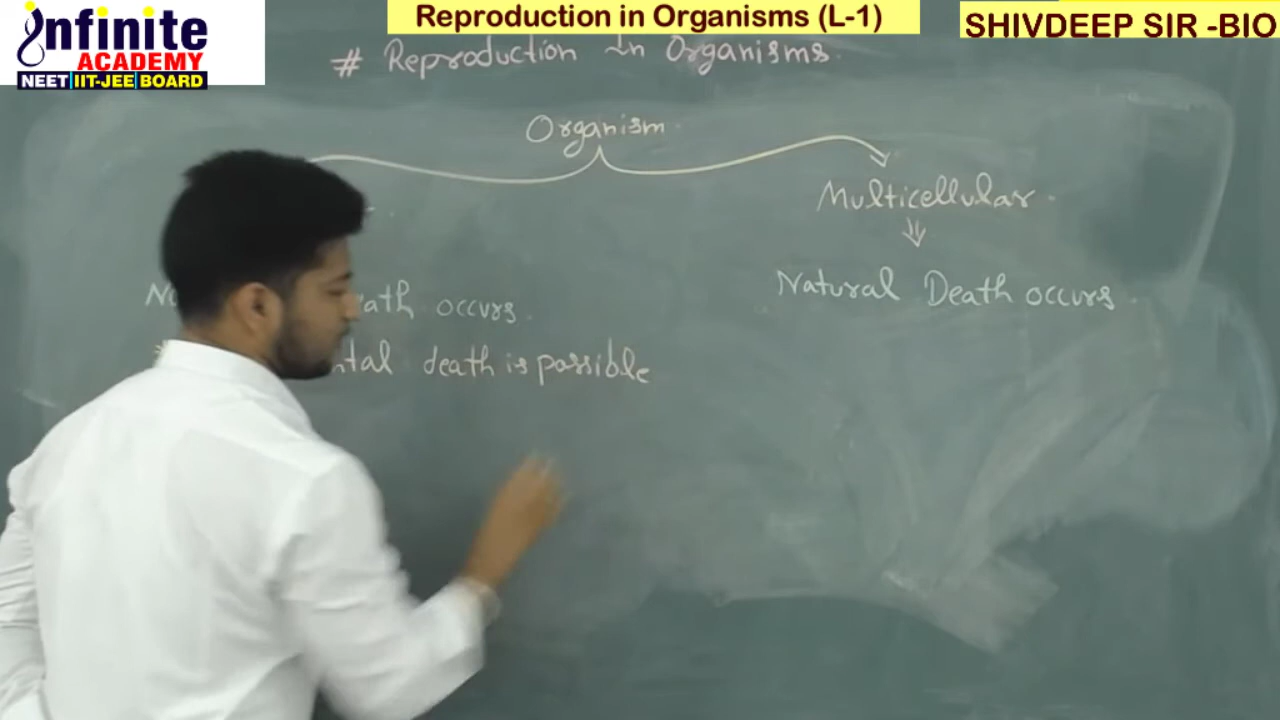 infinite
ACADEMY
NEET IIT-JEE BOARD
Reproduction in Organisms (L-1)
SHIVDEEP SIR -BIO
# Reproduction in Organisms
Organism
Multicellular
Natural Death occurs
occurs
death is possible